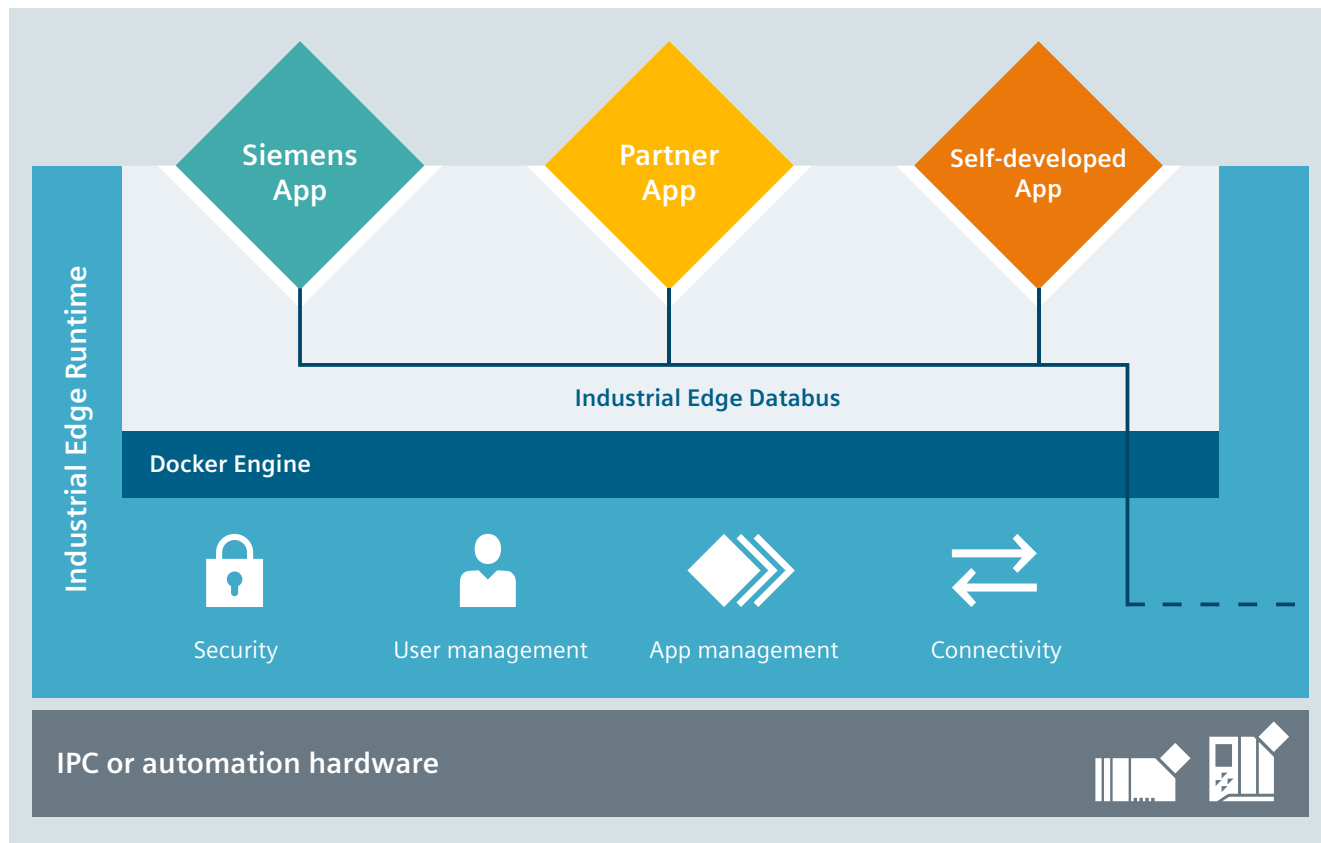 Siemens
App
Partner
App
Self-developed
App
Industrial Edge Runtime
Industrial Edge Databus
Docker Engine
Security
User management
App management
Connectivity
IPC or automation hardware